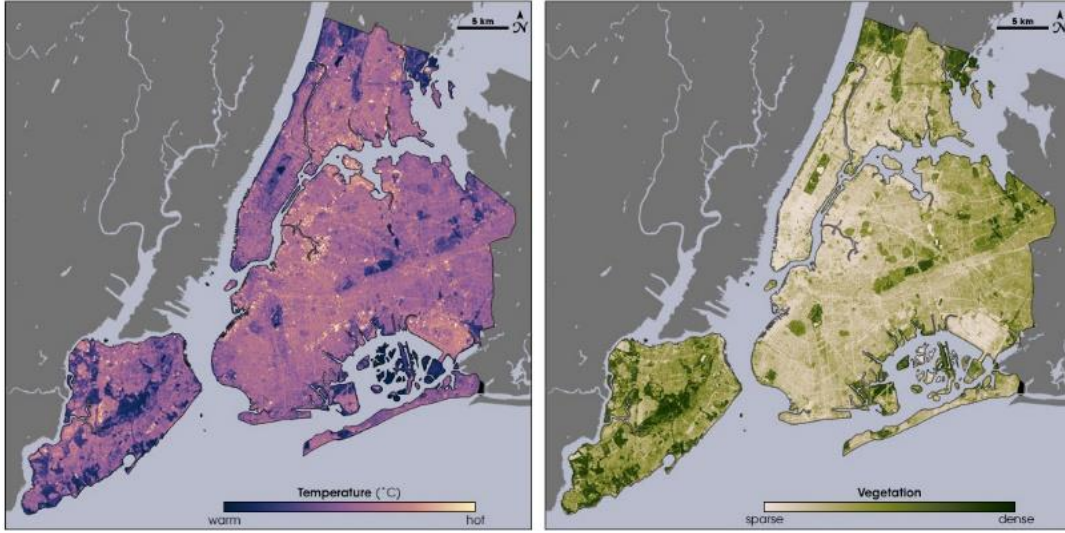 5 km
N
Temperature (°C)
warm hot
5 km
N
Vegetation
sparse dense